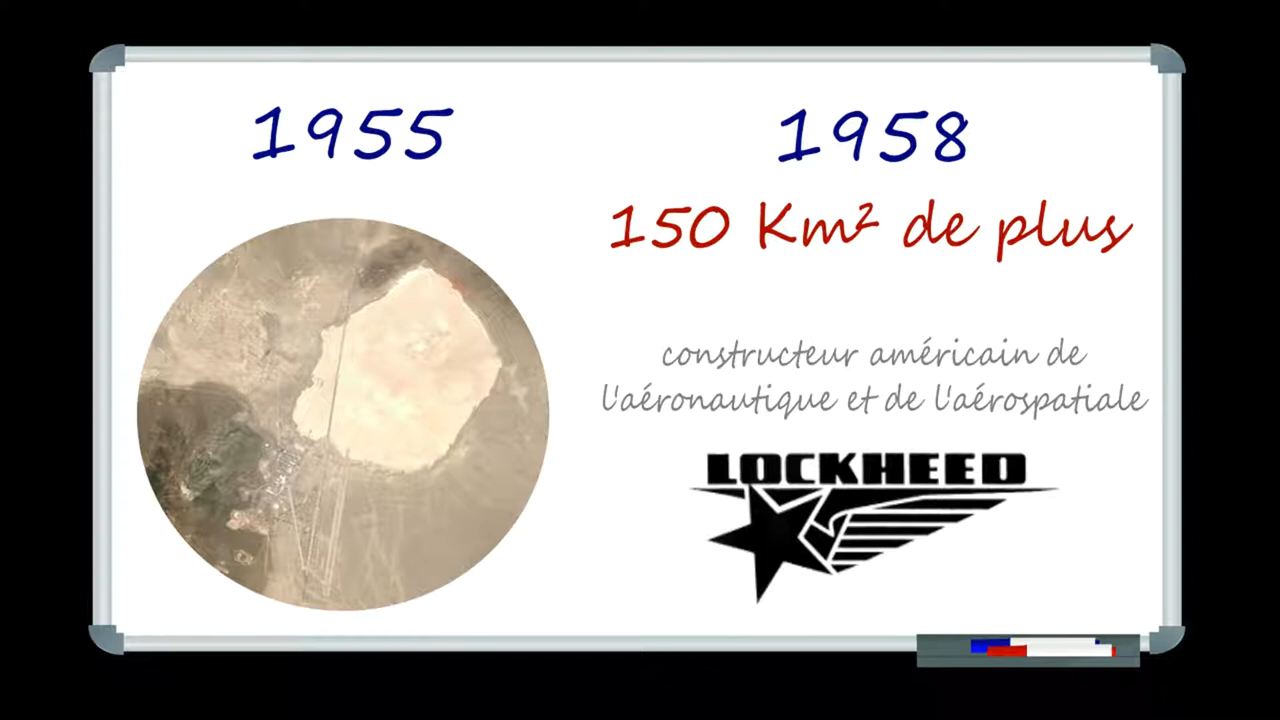 1955
1958
150 Km² de plus
constructeur américain de
l'aéronautique et de l'aérospatiale
LOCKHEED